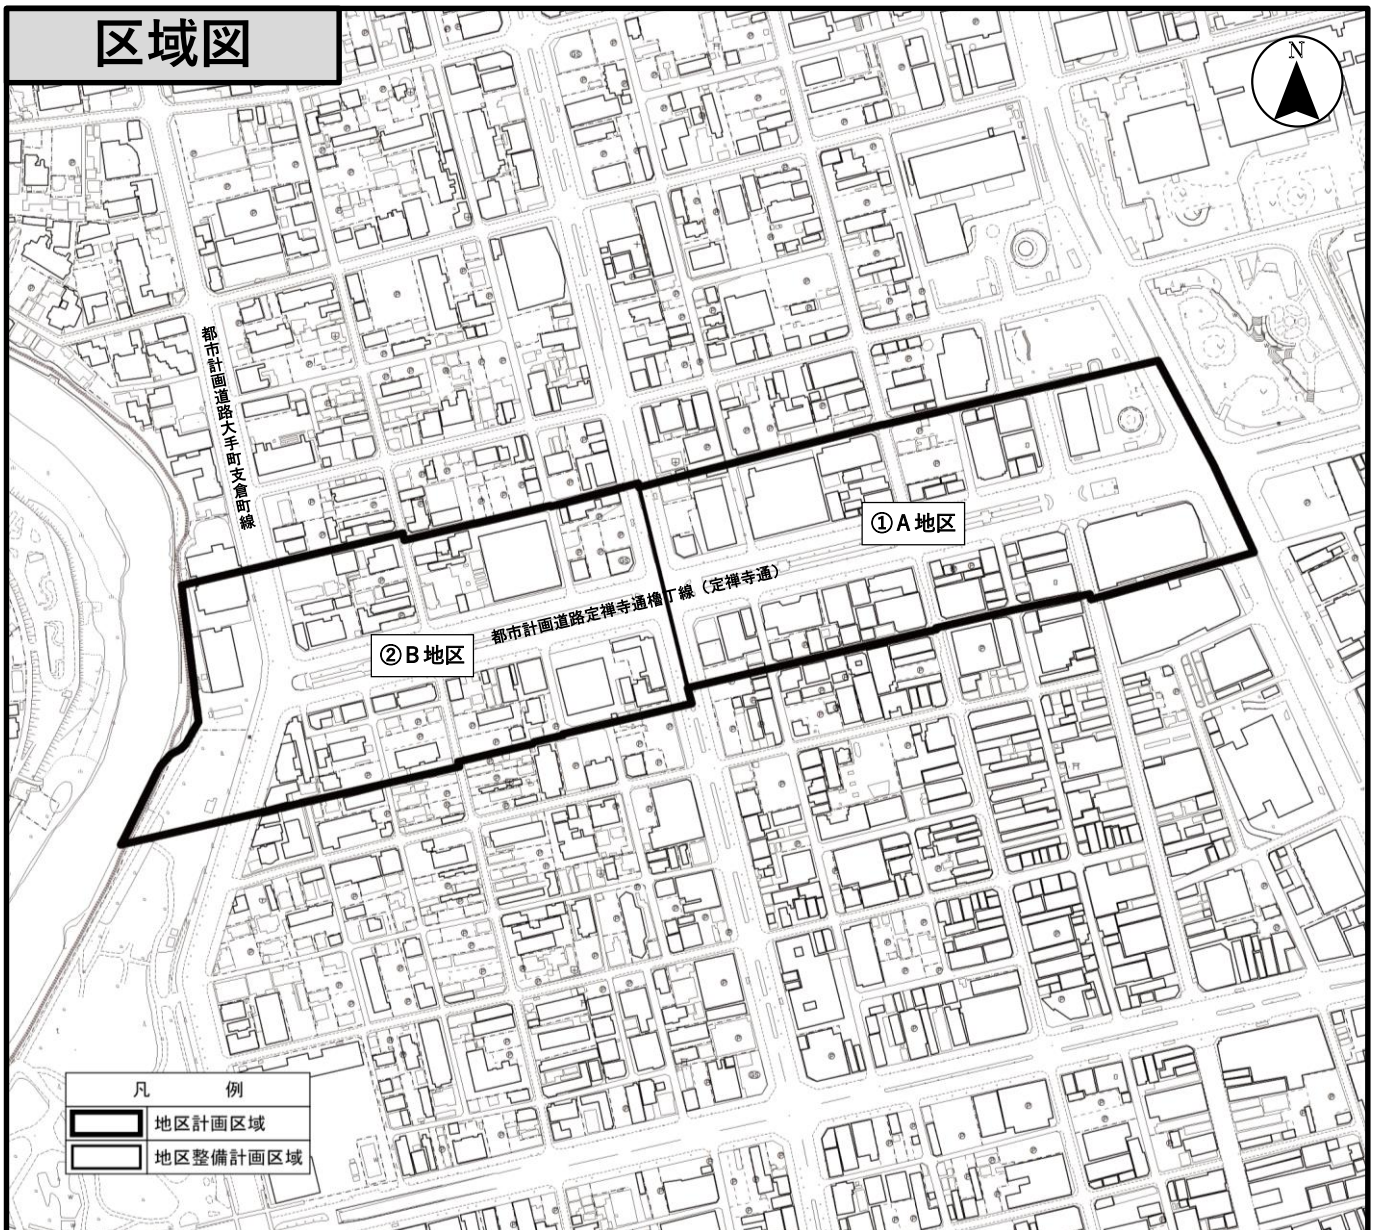 区域図
N
都市計画道路大手町支倉町線
①A地区
都市計画道路定禅寺通櫓丁線（定禅寺通）
②B地区
凡 例
地区計画区域
地区整備計画区域